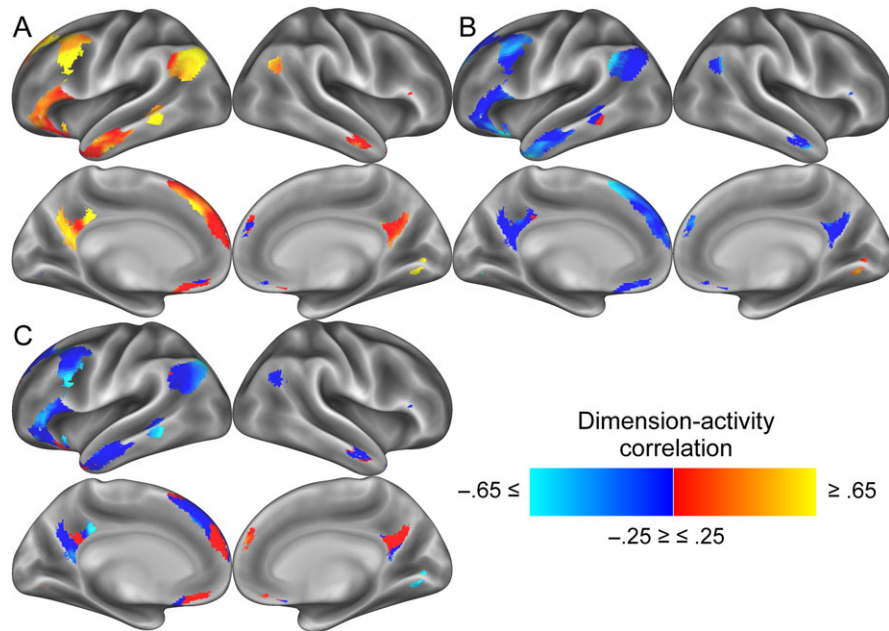 A
B
C
Dimension-activity
correlation
–.65 ≤
≥ .65
–.25 ≥ ≤ .25